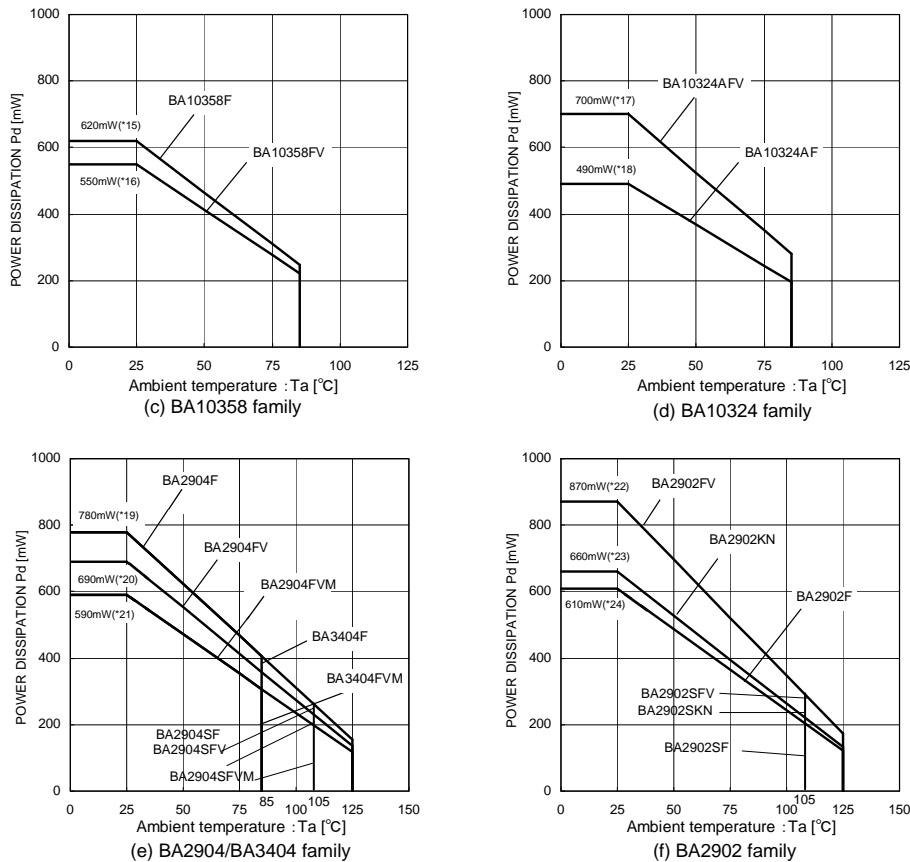 1000
800
600
400
200
0
POWER DISSIPATION Pd [mW]
620mW(*15)
550mW(*16)
BA10358F
BA10358FV
0 25 50 75 100 125
Ambient temperature : Ta [°C]
(c) BA10358 family
1000
800
600
400
200
0
POWER DISSIPATION Pd [mW]
700mW(*17)
490mW(*18)
BA10324AFV
BA10324AF
0 25 50 75 100 125
Ambient temperature : Ta [°C]
(d) BA10324 family
1000
800
600
400
200
0
POWER DISSIPATION Pd [mW]
780mW(*19)
690mW(*20)
590mW(*21)
BA2904F
BA2904FV
BA2904FVM
BA3404F
BA3404FVM
BA2904SF
BA2904SFV
BA2904SFVM
85 105
0 25 50 75 100 125 150
Ambient temperature : Ta [°C]
(e) BA2904/BA3404 family
1000
800
600
400
200
0
POWER DISSIPATION Pd [mW]
870mW(*22)
660mW(*23)
610mW(*24)
BA2902FV
BA2902KN
BA2902F
BA2902SFV
BA2902SKN
BA2902SF
105
0 25 50 75 100 125 150
Ambient temperature : Ta [°C]
(f) BA2902 family